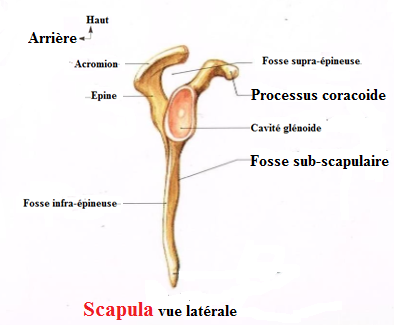 Haut
Arrière
Acromion
Fosse supra-épineuse
Epine
Processus coracoide
Cavité glénoide
Fosse sub-scapulaire
Fosse infra-épineuse
Scapula vue latérale